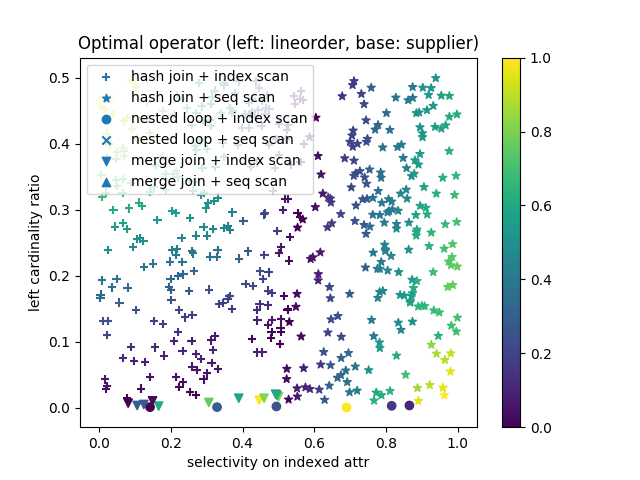 Optimal operator (left: lineorder, base: supplier)
hash join + index scan
hash join + seq scan
nested loop + index scan
nested loop + seq scan
merge join + index scan
merge join + seq scan
left cardinality ratio
0.5
0.4
0.3
0.2
0.1
0.0
0.0 0.2 0.4 0.6 0.8 1.0
selectivity on indexed attr
1.0
0.8
0.6
0.4
0.2
0.0